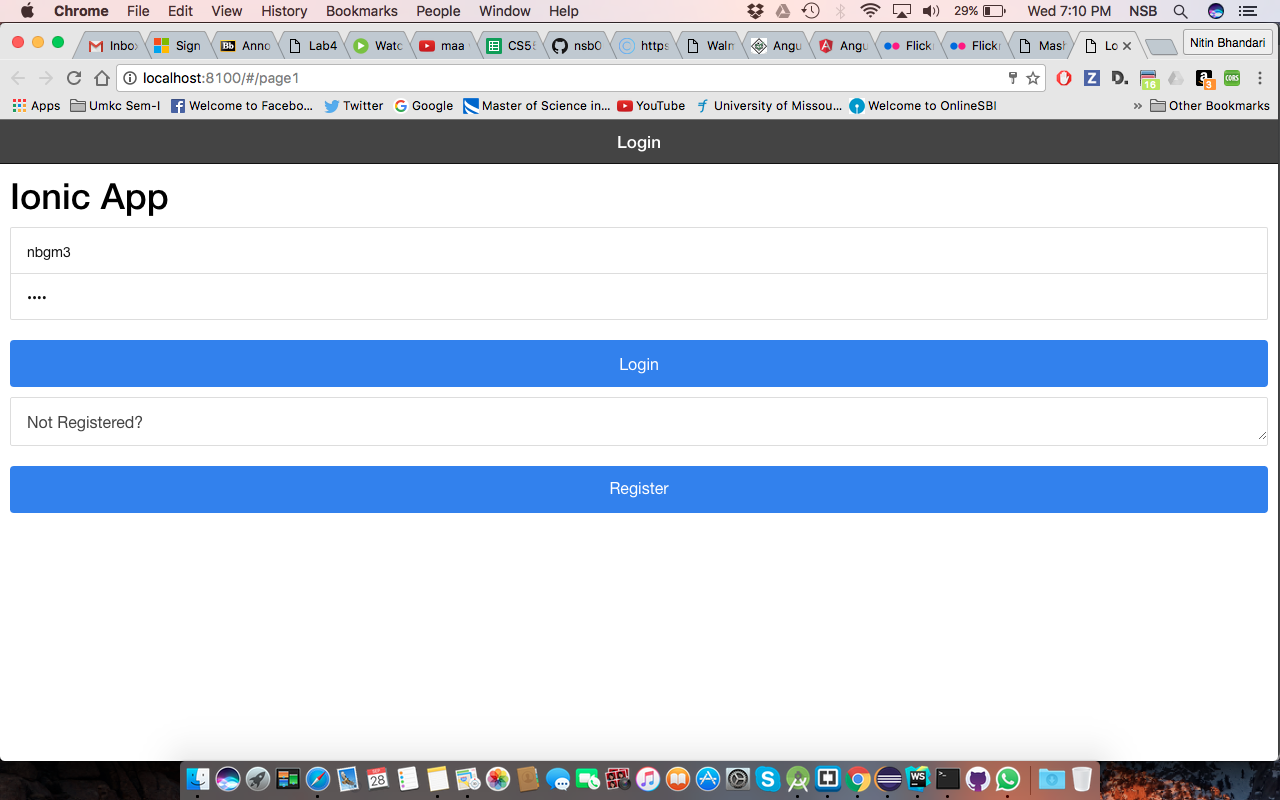 Chrome File Edit View History Bookmarks People Window Help 29% Wed 7:10 PM NSB
Inbo Sign Anno Lab4 Watc maa CS55 nsb0 https Waln Angu Angu Flick Flick Mash Lo Nitin Bhandari
localhost:8100/#/page1
Apps Umkc Sem-I Welcome to Facebo... Twitter Google Master of Science in... YouTube University of Missou... Welcome to OnlineSBI » Other Bookmarks
Login
Ionic App
nbgm3
••••
Login
Not Registered?
Register